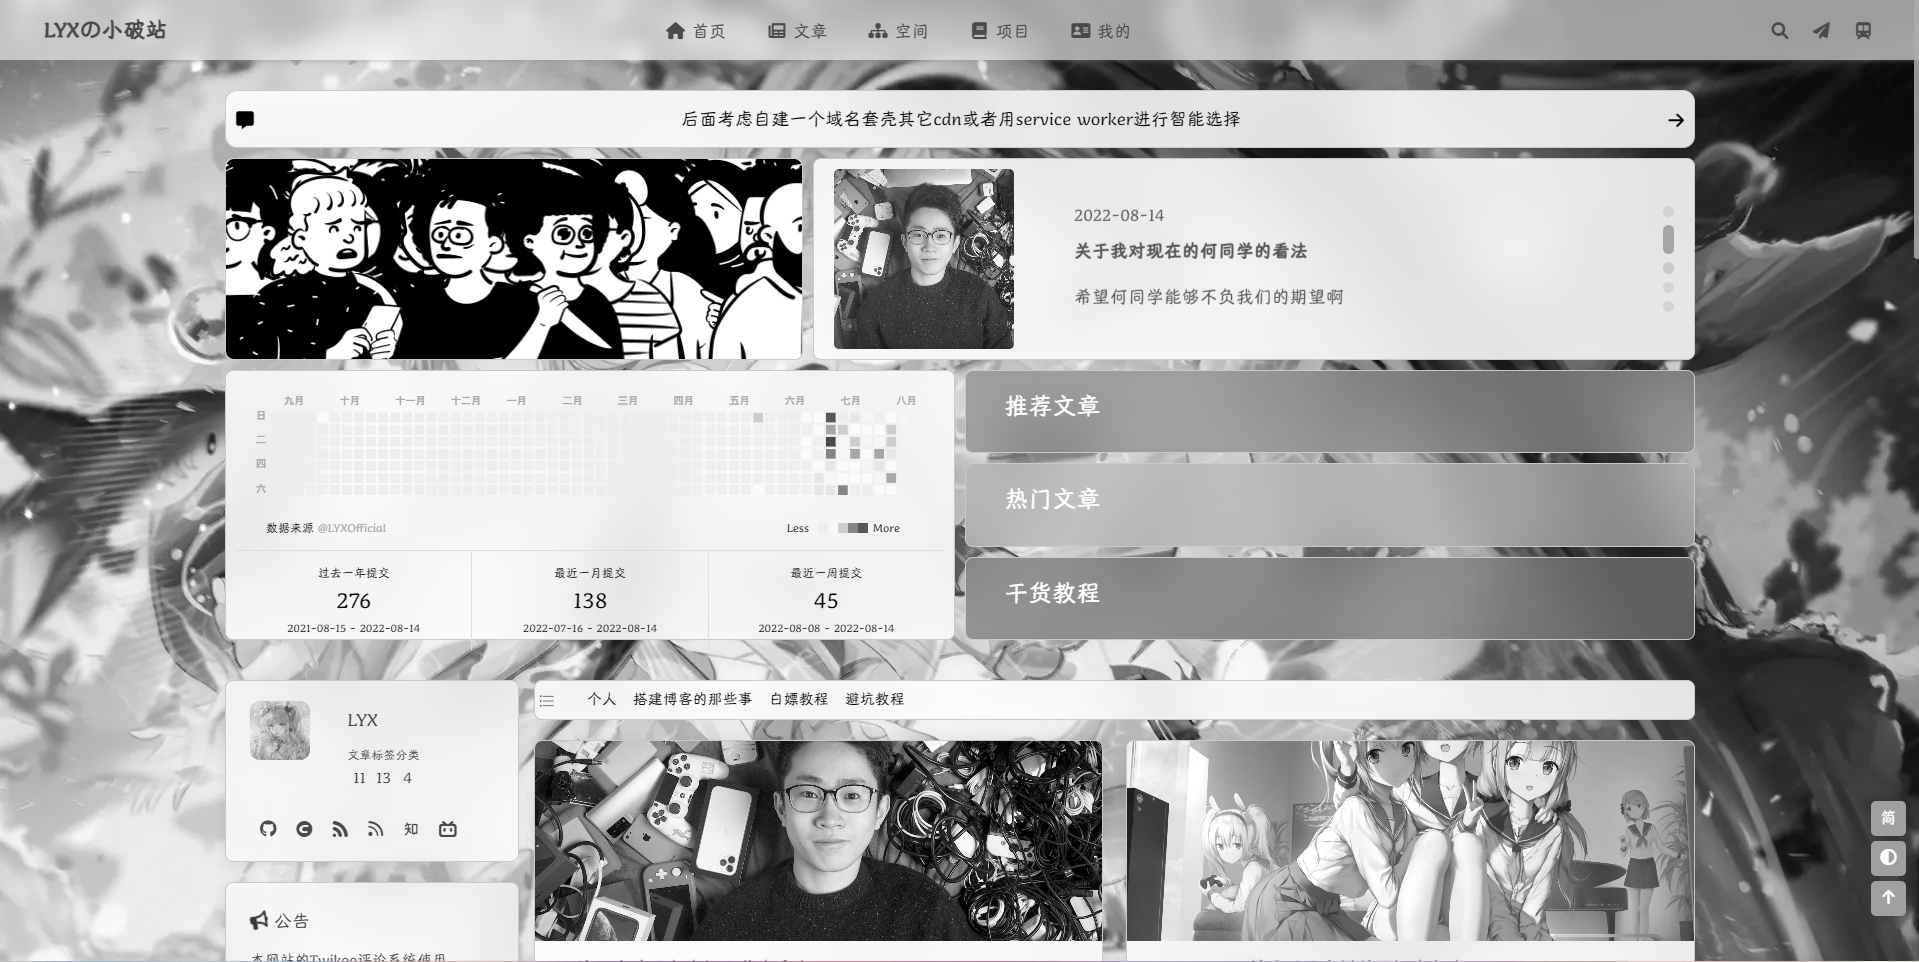 LYXの小破站
首页 文章 空间 项目 我的
后面考虑自建一个域名套壳其它cdn或者用service worker进行智能选择
2022-08-14
关于我对现在的何同学的看法
希望何同学能够不负我们的期望啊
九月 十月 十一月 十二月 一月 二月 三月 四月 五月 六月 七月 八月
日
二
四
六
数据来源 @LYXOfficial
Less More
过去一年提交
276
2021-08-15 - 2022-08-14
最近一月提交
138
2022-07-16 - 2022-08-14
最近一周提交
45
2022-08-08 - 2022-08-14
推荐文章
热门文章
干货教程
LYX
文章标签分类
11 13 4
知
个人 搭建博客的那些事 白嫖教程 避坑教程
公告
本网站的Twikoo评论系统使用
简